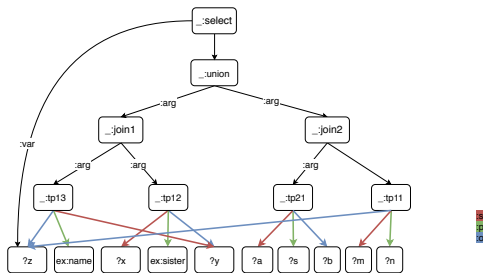 _:select
_:union
:arg :arg
_:join1 _:join2
:var :arg :arg :arg
_:tp13 _:tp12 _:tp21 _:tp11
?z ex:name ?x ex:sister ?y ?a ?s ?b ?m ?n
:s
:p